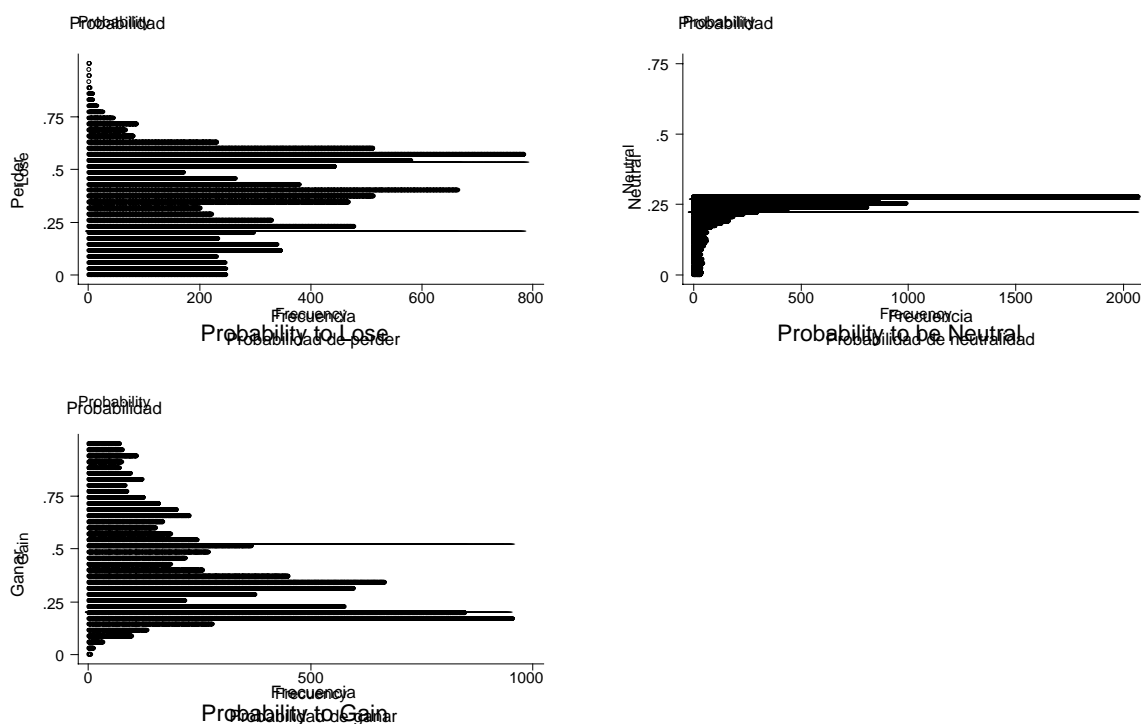 Probability
Probabilidad
Perder
Lose
.75
.5
.25
0
0 200 400 600 800
Frecuencia
Frecuency
Probability to Lose
Probabilidad de perder
Probability
Probabilidad
Neutral
Neutral
.75
.5
.25
0
0 500 1000 1500 2000
Frecuencia
Frecuency
Probability to be Neutral
Probabilidad de neutralidad
Probability
Probabilidad
Ganar
Gain
.75
.5
.25
0
0 500 1000
Frecuencia
Frecuency
Probability to Gain
Probabilidad de ganar